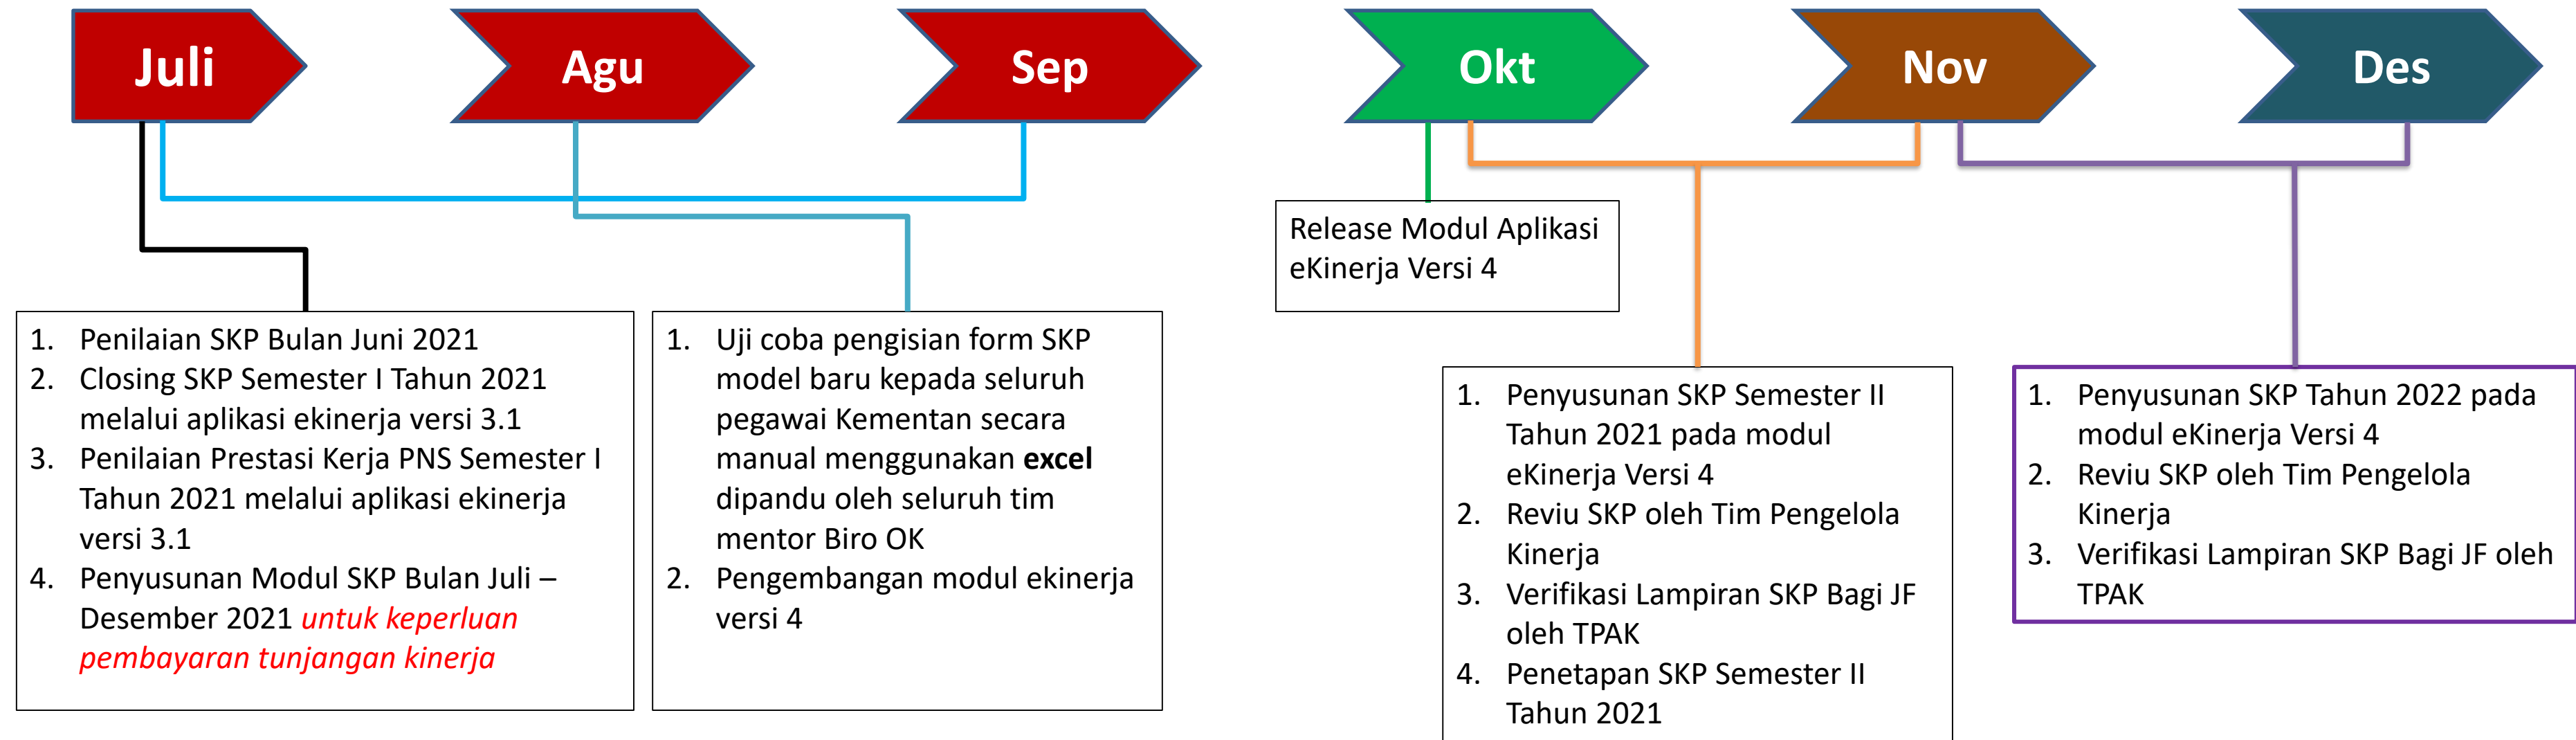 Juli
Agu
Sep
Okt
Nov
Des
1. Penilaian SKP Bulan Juni 2021
2. Closing SKP Semester I Tahun 2021
melalui aplikasi ekinerja versi 3.1
3. Penilaian Prestasi Kerja PNS Semester I
Tahun 2021 melalui aplikasi ekinerja
versi 3.1
4. Penyusunan Modul SKP Bulan Juli –
Desember 2021 untuk keperluan
pembayaran tunjangan kinerja
1. Uji coba pengisian form SKP
model baru kepada seluruh
pegawai Kementan secara
manual menggunakan excel
dipandu oleh seluruh tim
mentor Biro OK
2. Pengembangan modul ekinerja
versi 4
Release Modul Aplikasi
eKinerja Versi 4
1. Penyusunan SKP Semester II
Tahun 2021 pada modul
eKinerja Versi 4
2. Reviu SKP oleh Tim Pengelola
Kinerja
3. Verifikasi Lampiran SKP Bagi JF
oleh TPAK
4. Penetapan SKP Semester II
Tahun 2021
1. Penyusunan SKP Tahun 2022 pada
modul eKinerja Versi 4
2. Reviu SKP oleh Tim Pengelola
Kinerja
3. Verifikasi Lampiran SKP Bagi JF oleh
TPAK